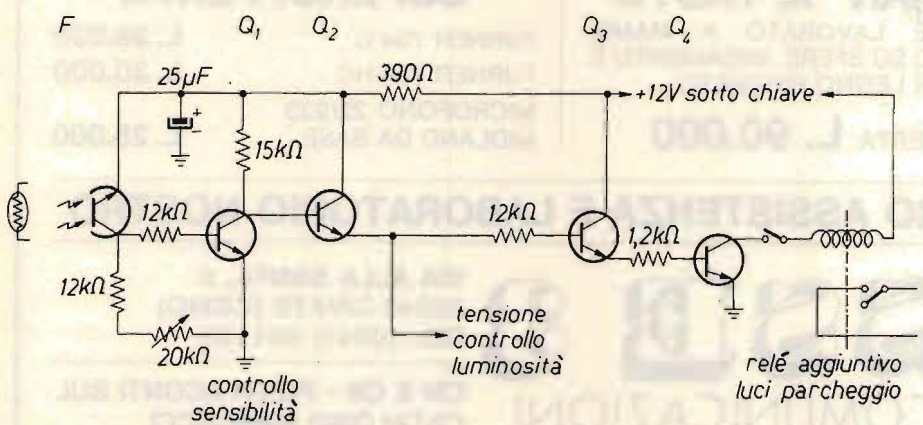 F
Q1
Q2
Q3
Q4
25µF
390Ω
+12V sotto chiave
+
-
15kΩ
12kΩ
12kΩ
1,2kΩ
12kΩ
20kΩ
tensione
controllo
luminosità
controllo
sensibilità
relé aggiuntivo
luci parcheggio